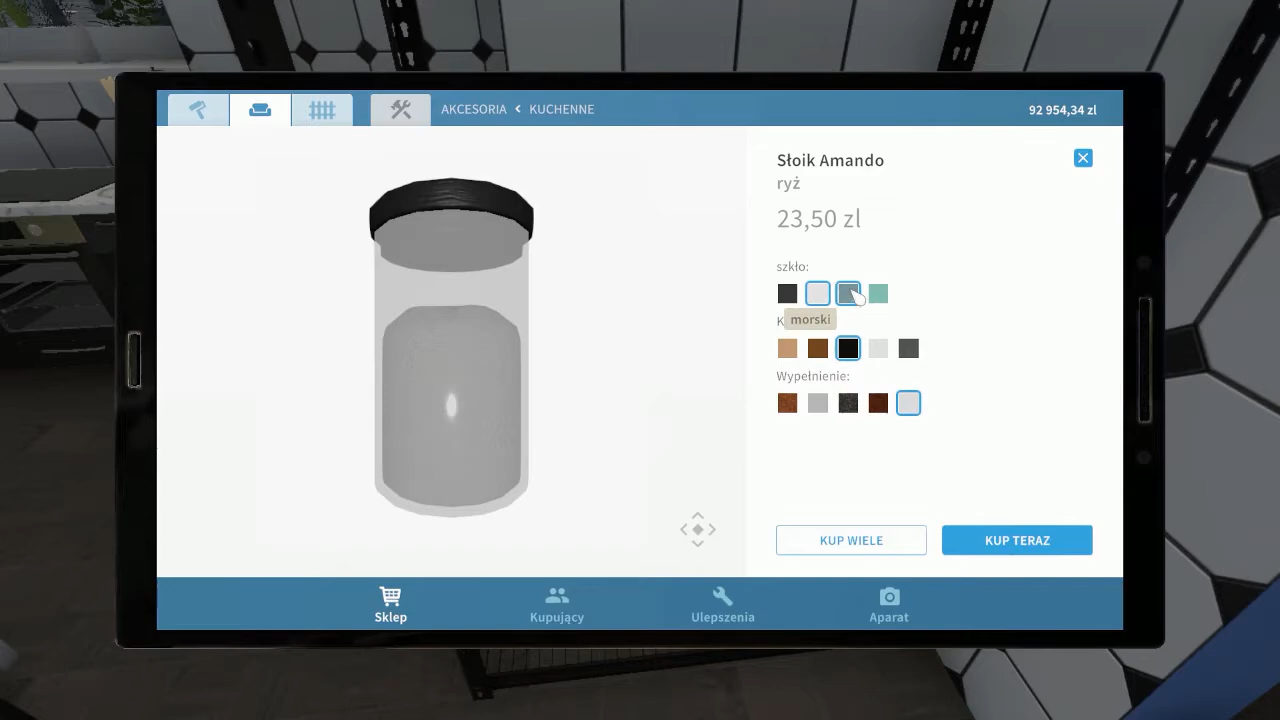 AKCESORIA < KUCHENNE
92 954,34 zl
Słoik Amando
ryż
23,50 zl
szkło:
morski
Wypełnienie:
KUP WIELE
KUP TERAZ
Sklep
Kupujący
Ulepszenia
Aparat